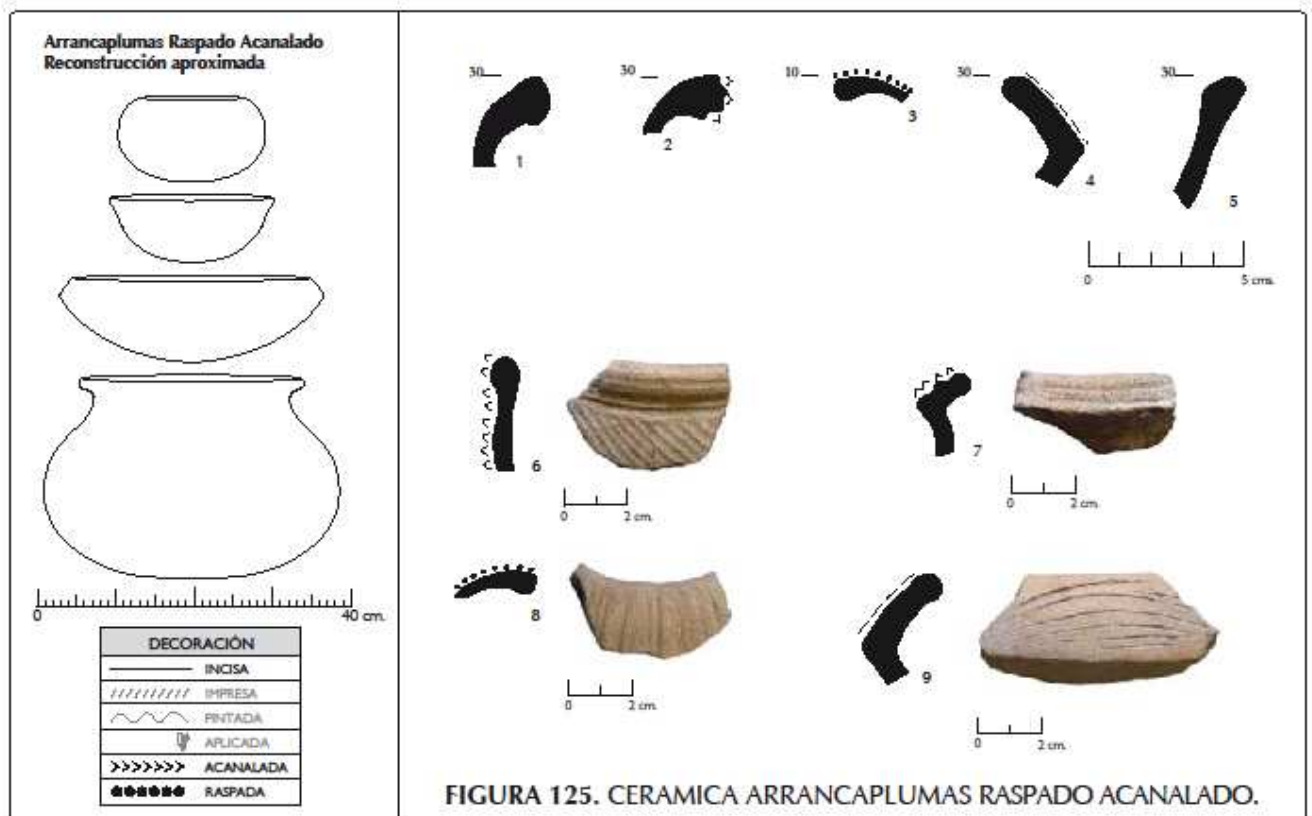 Arrancaplumas Raspado Acanalado
Reconstrucción aproximada
0 40 cm.
DECORACIÓN
INCISA
IMPRESA
PINTADA
APLICADA
ACANALADA
RASPADA
30 30 10 30 30
1 2 3 4 5
0 5 cms.
6 7
0 2 cm. 0 2 cm.
8 9
0 2 cm. 0 2 cm.
FIGURA 125. CERAMICA ARRANCAPLUMAS RASPADO ACANALADO.